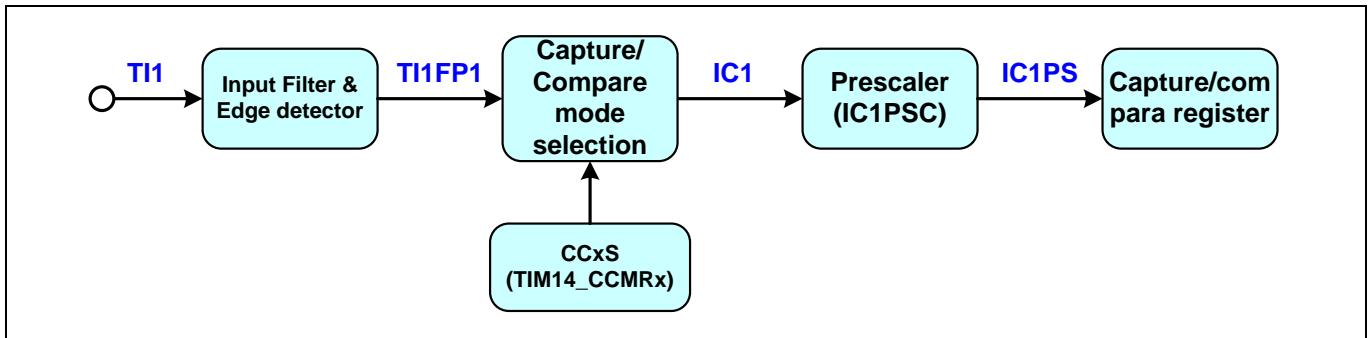 TI1
Input Filter &
Edge detector
TI1FP1
Capture/
Compare
mode
selection
IC1
Prescaler
(IC1PSC)
IC1PS
Capture/com
para register
CCxS
(TIM14_CCMRx)